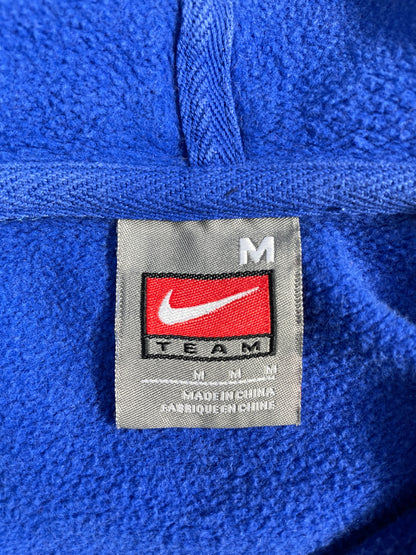 M
TEAM
M M M
MADE IN CHINA
FABRIQUE EN CHINE